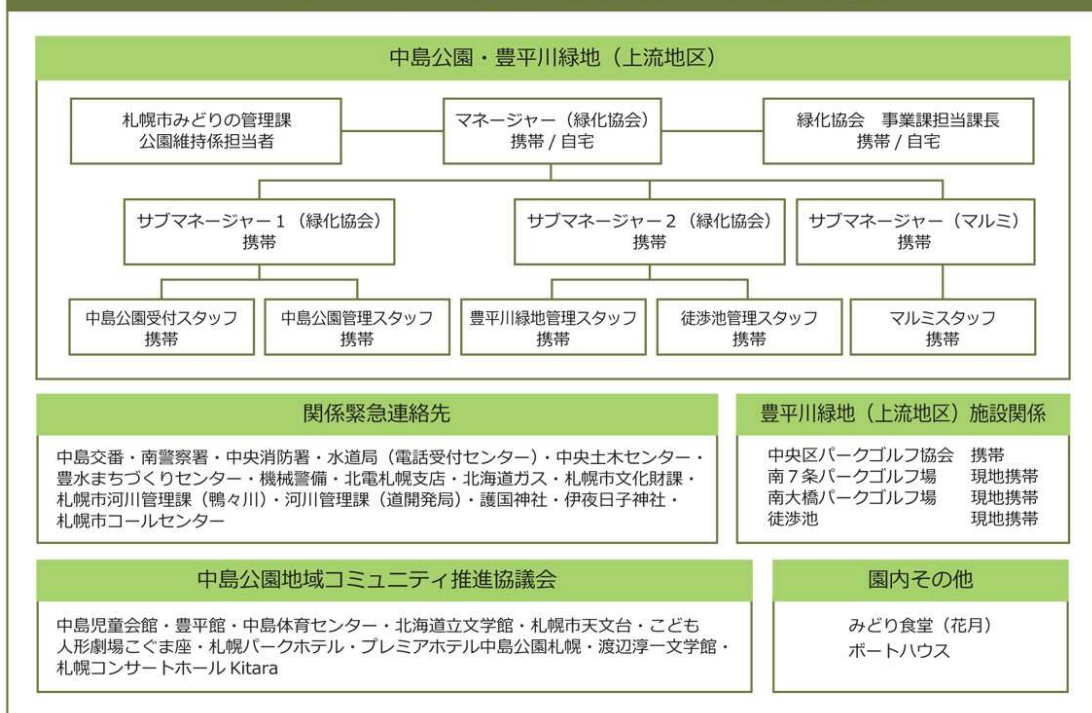 中島公園・豊平川緑地（上流地区）
札幌市みどりの管理課
公園維持係担当者
マネージャー（緑化協会）
携帯 / 自宅
緑化協会　事業課担当課長
携帯 / 自宅
サブマネージャー１（緑化協会）
携帯
サブマネージャー２（緑化協会）
携帯
サブマネージャー（マルミ）
携帯
中島公園受付スタッフ
携帯
中島公園管理スタッフ
携帯
豊平川緑地管理スタッフ
携帯
徒渉池管理スタッフ
携帯
マルミスタッフ
携帯
関係緊急連絡先
中島交番・南警察署・中央消防署・水道局（電話受付センター）・中央土木センター・
豊水まちづくりセンター・機械警備・北電札幌支店・北海道ガス・札幌市文化財課・
札幌市河川管理課（鴨々川）・河川管理課（道開発局）・護国神社・伊夜日子神社・
札幌市コールセンター
豊平川緑地（上流地区）施設関係
中央区パークゴルフ協会　携帯
南７条パークゴルフ場　現地携帯
南大橋パークゴルフ場　現地携帯
徒渉池　現地携帯
中島公園地域コミュニティ推進協議会
中島児童会館・豊平館・中島体育センター・北海道立文学館・札幌市天文台・こども
人形劇場こぐま座・札幌パークホテル・プレミアホテル中島公園札幌・渡辺淳一文学館・
札幌コンサートホール Kitara
園内その他
みどり食堂（花月）
ボートハウス